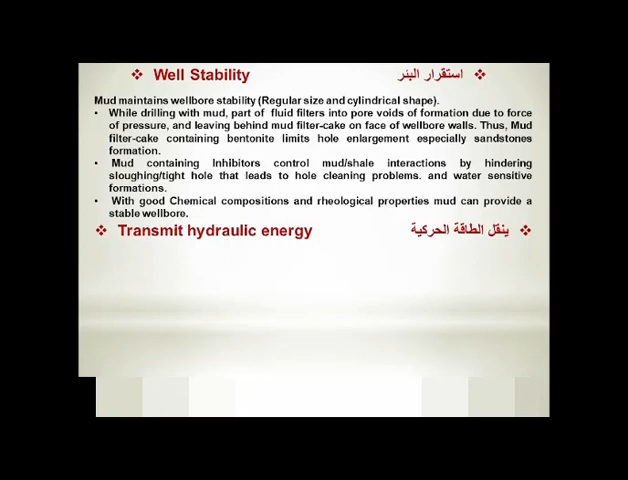 ❖ Well Stability استقرار البئر ❖
Mud maintains wellbore stability (Regular size and cylindrical shape).
• While drilling with mud, part of fluid filters into pore voids of formation due to force
of pressure, and leaving behind mud filter-cake on face of wellbore walls. Thus, Mud
filter-cake containing bentonite limits hole enlargement especially sandstones
formation.
• Mud containing Inhibitors control mud/shale interactions by hindering
sloughing/tight hole that leads to hole cleaning problems. and water sensitive
formations.
• With good Chemical compositions and rheological properties mud can provide a
stable wellbore.
❖ Transmit hydraulic energy ينقل الطاقة الحركية ❖